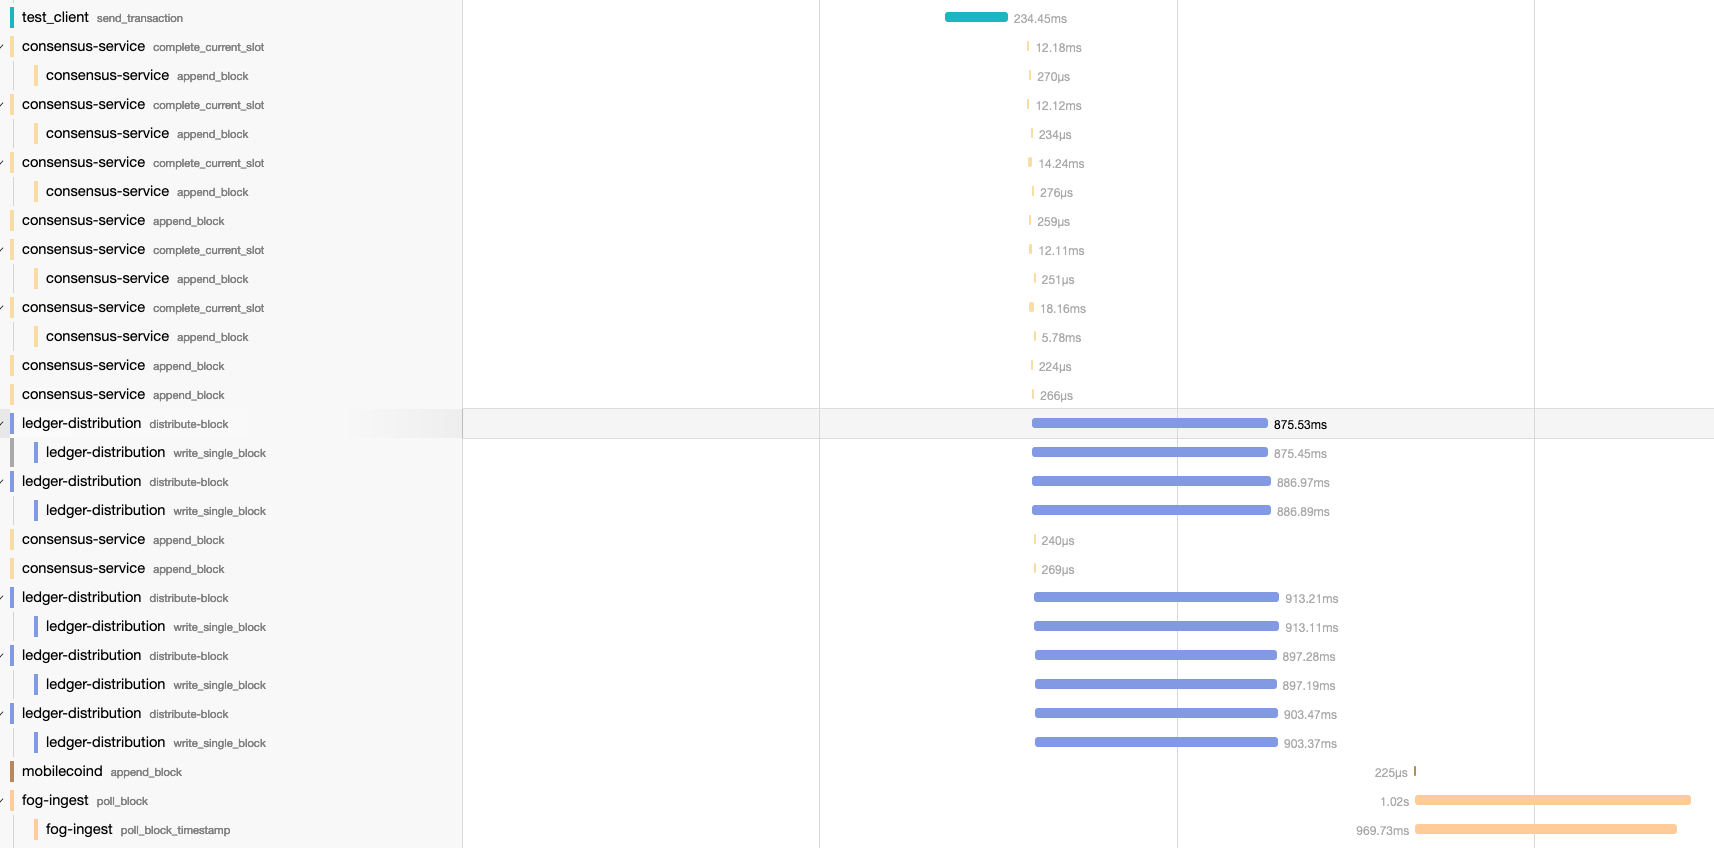 test_client send_transaction 234.45ms
consensus-service complete_current_slot 12.18ms
consensus-service append_block 270µs
consensus-service complete_current_slot 12.12ms
consensus-service append_block 234µs
consensus-service complete_current_slot 14.24ms
consensus-service append_block 276µs
consensus-service append_block 259µs
consensus-service complete_current_slot 12.11ms
consensus-service append_block 251µs
consensus-service complete_current_slot 18.16ms
consensus-service append_block 5.78ms
consensus-service append_block 224µs
consensus-service append_block 266µs
ledger-distribution distribute-block 875.53ms
ledger-distribution write_single_block 875.45ms
ledger-distribution distribute-block 886.97ms
ledger-distribution write_single_block 886.89ms
consensus-service append_block 240µs
consensus-service append_block 269µs
ledger-distribution distribute-block 913.21ms
ledger-distribution write_single_block 913.11ms
ledger-distribution distribute-block 897.28ms
ledger-distribution write_single_block 897.19ms
ledger-distribution distribute-block 903.47ms
ledger-distribution write_single_block 903.37ms
mobilecoind append_block 225µs
fog-ingest poll_block 1.02s
fog-ingest poll_block_timestamp 969.73ms